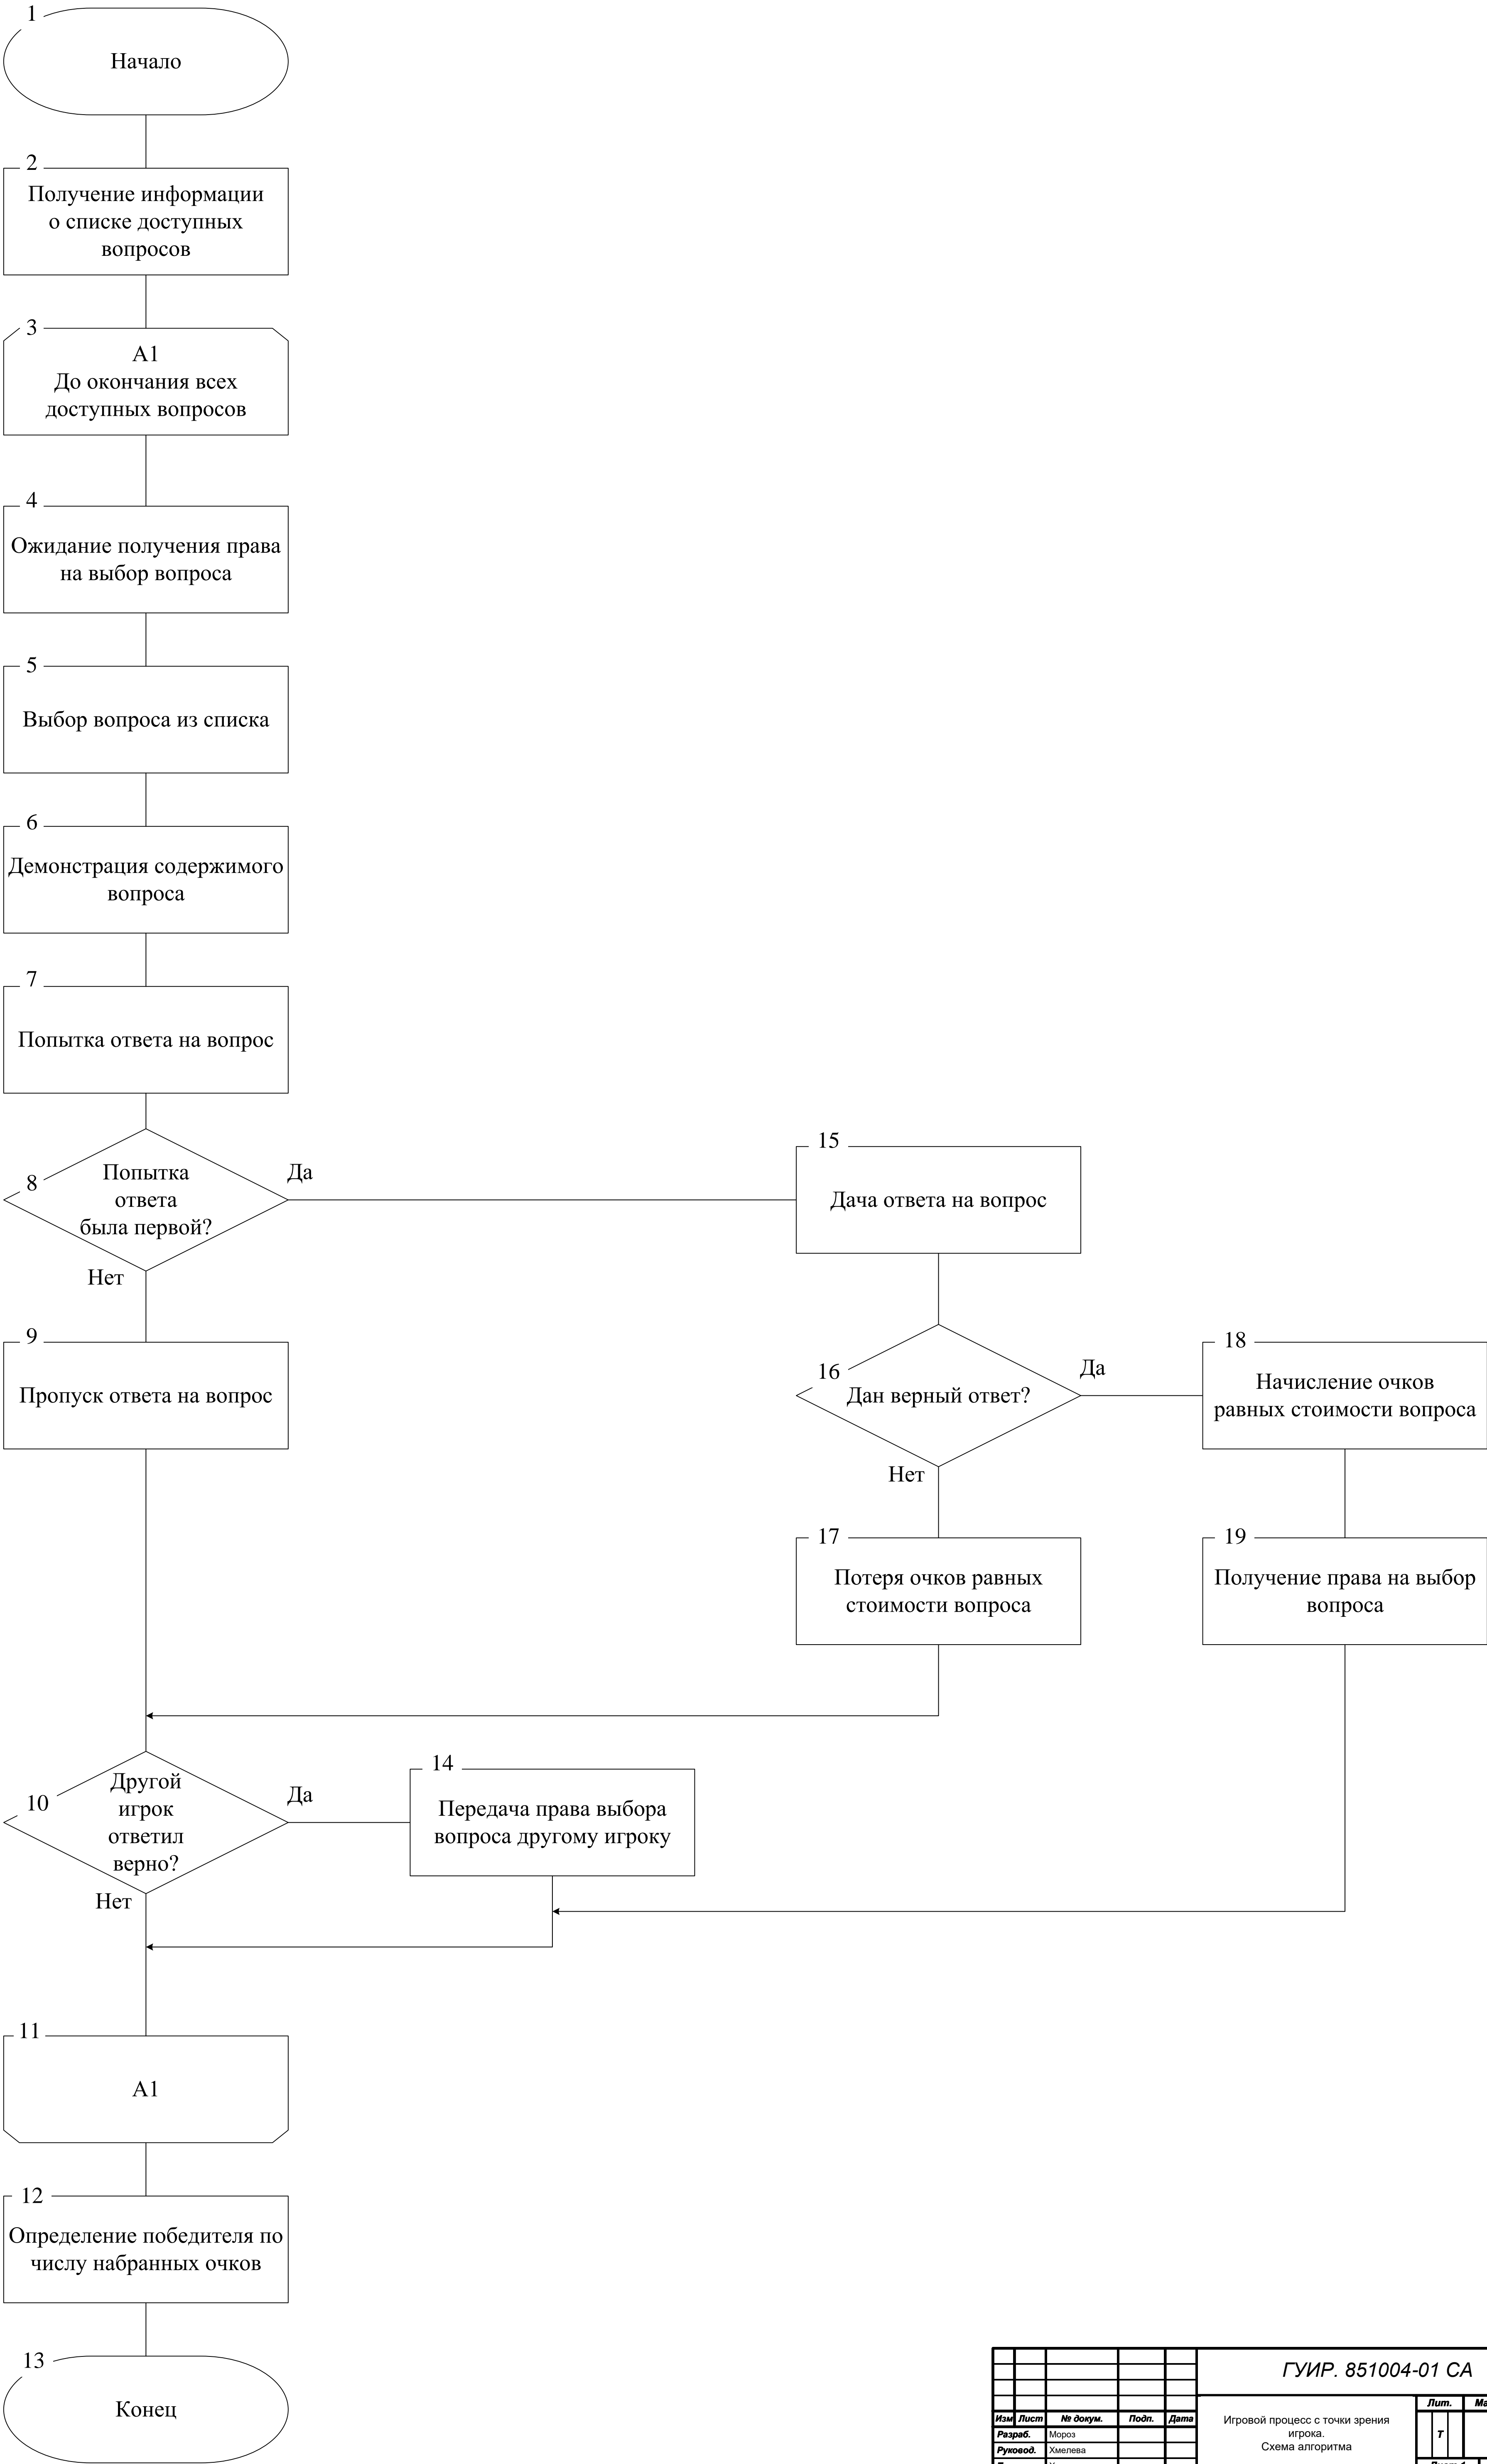 1
Начало
2
Получение информации
о списке доступных
вопросов
3
А1
До окончания всех
доступных вопросов
4
Ожидание получения права
на выбор вопроса
5
Выбор вопроса из списка
6
Демонстрация содержимого
вопроса
7
Попытка ответа на вопрос
8
Попытка
ответа
была первой?
Да
Нет
15
Дача ответа на вопрос
9
Пропуск ответа на вопрос
16
Дан верный ответ?
Да
Нет
18
Начисление очков
равных стоимости вопроса
17
Потеря очков равных
стоимости вопроса
19
Получение права на выбор
вопроса
10
Другой
игрок
ответил
верно?
Да
Нет
14
Передача права выбора
вопроса другому игроку
11
А1
12
Определение победителя по
числу набранных очков
13
Конец
ГУИР. 851004-01 СА
Изм Лист № докум. Подп. Дата
Разраб. Мороз
Руковод. Хмелева
Игровой процесс с точки зрения
игрока.
Схема алгоритма
Лит.
Т